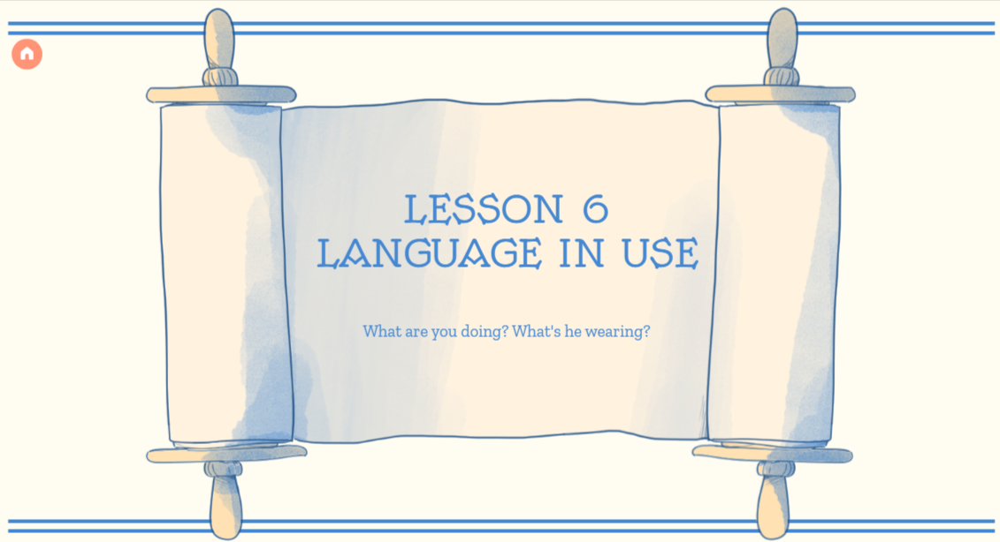 LESSON 6
LANGUAGE IN USE
What are you doing? What's he wearing?